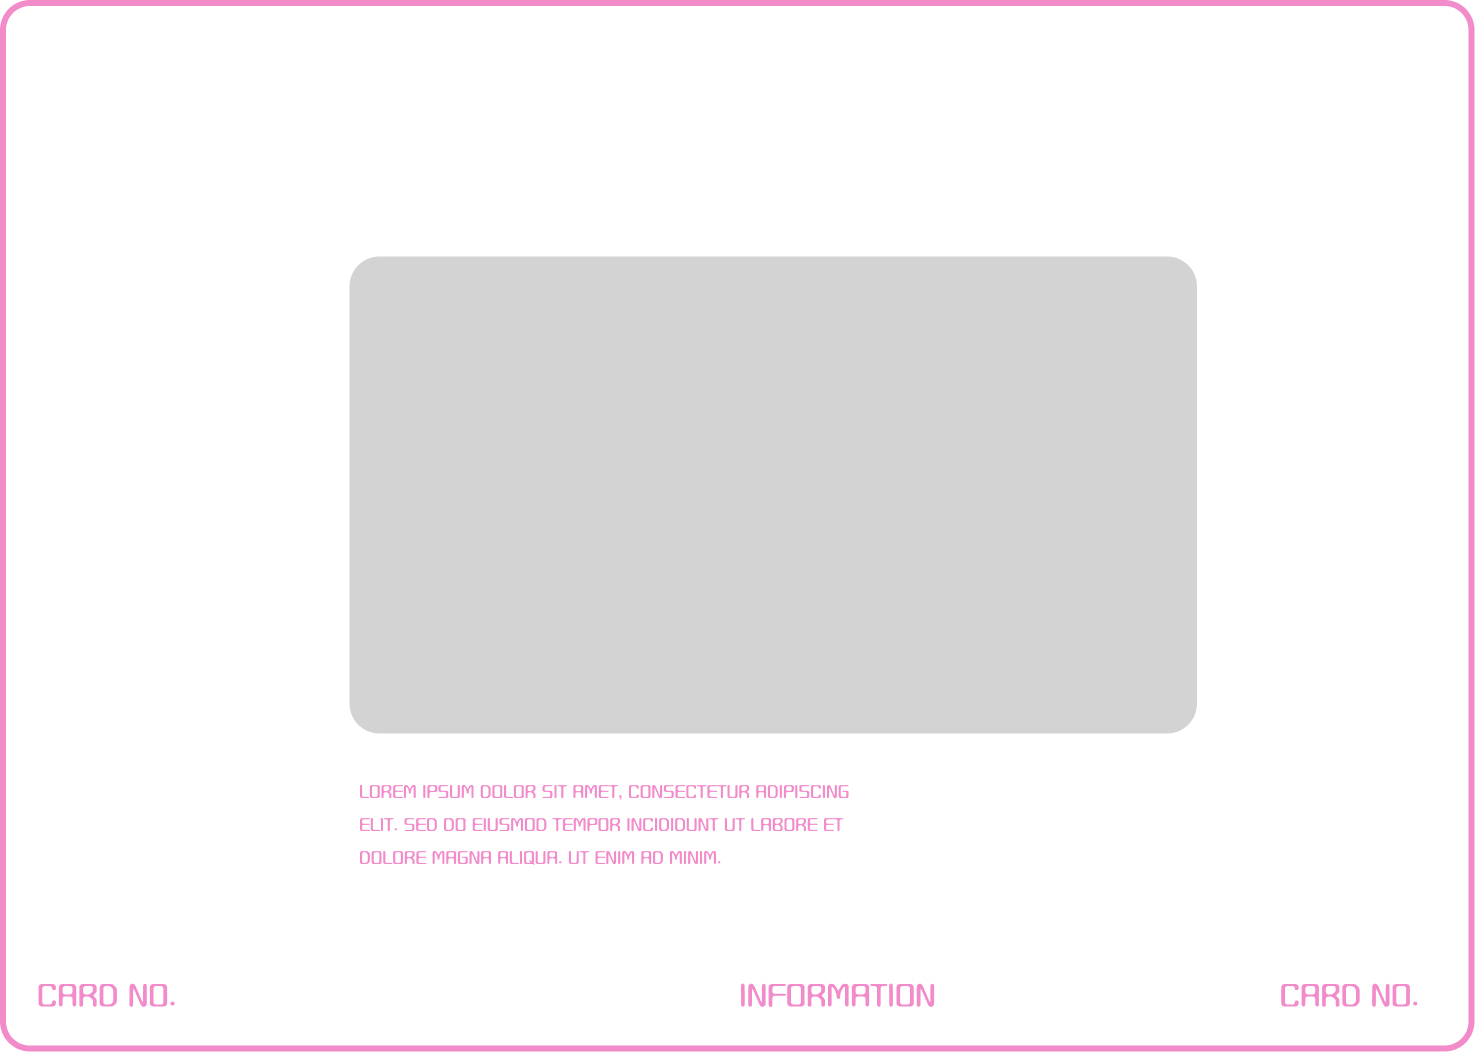 LOREM IPSUM DOLOR SIT AMET, CONSECTETUR ADIPISCING
ELIT. SED DO EIUSMOD TEMPOR INCIDIDUNT UT LABORE ET
DOLORE MAGNA ALIQUA. UT ENIM AD MINIM.
CARD NO.
INFORMATION
CARD NO.